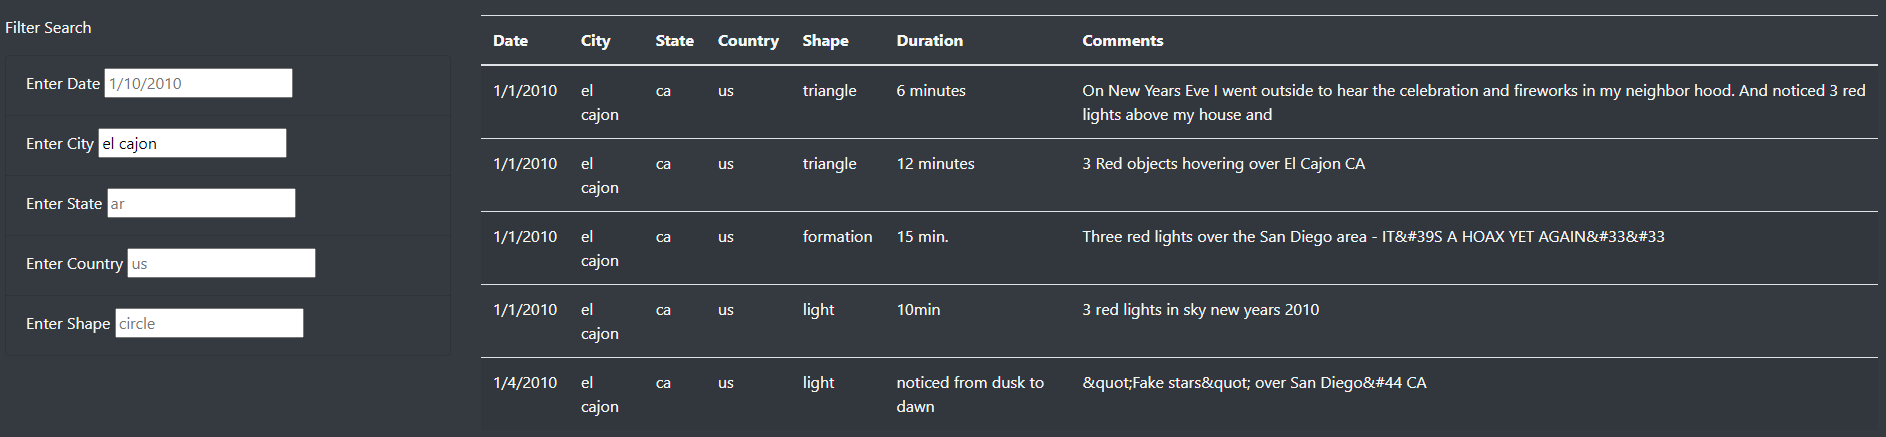 Filter Search
Enter Date 1/10/2010
Enter City el cajon
Enter State ar
Enter Country us
Enter Shape circle
Date City State Country Shape Duration Comments
1/1/2010 el cajon ca us triangle 6 minutes On New Years Eve I went outside to hear the celebration and fireworks in my neighbor hood. And noticed 3 red lights above my house and
1/1/2010 el cajon ca us triangle 12 minutes 3 Red objects hovering over El Cajon CA
1/1/2010 el cajon ca us formation 15 min. Three red lights over the San Diego area - IT&#39S A HOAX YET AGAIN&#33&#33
1/1/2010 el cajon ca us light 10min 3 red lights in sky new years 2010
1/4/2010 el cajon ca us light noticed from dusk to dawn &quot;Fake stars&quot; over San Diego&#44 CA